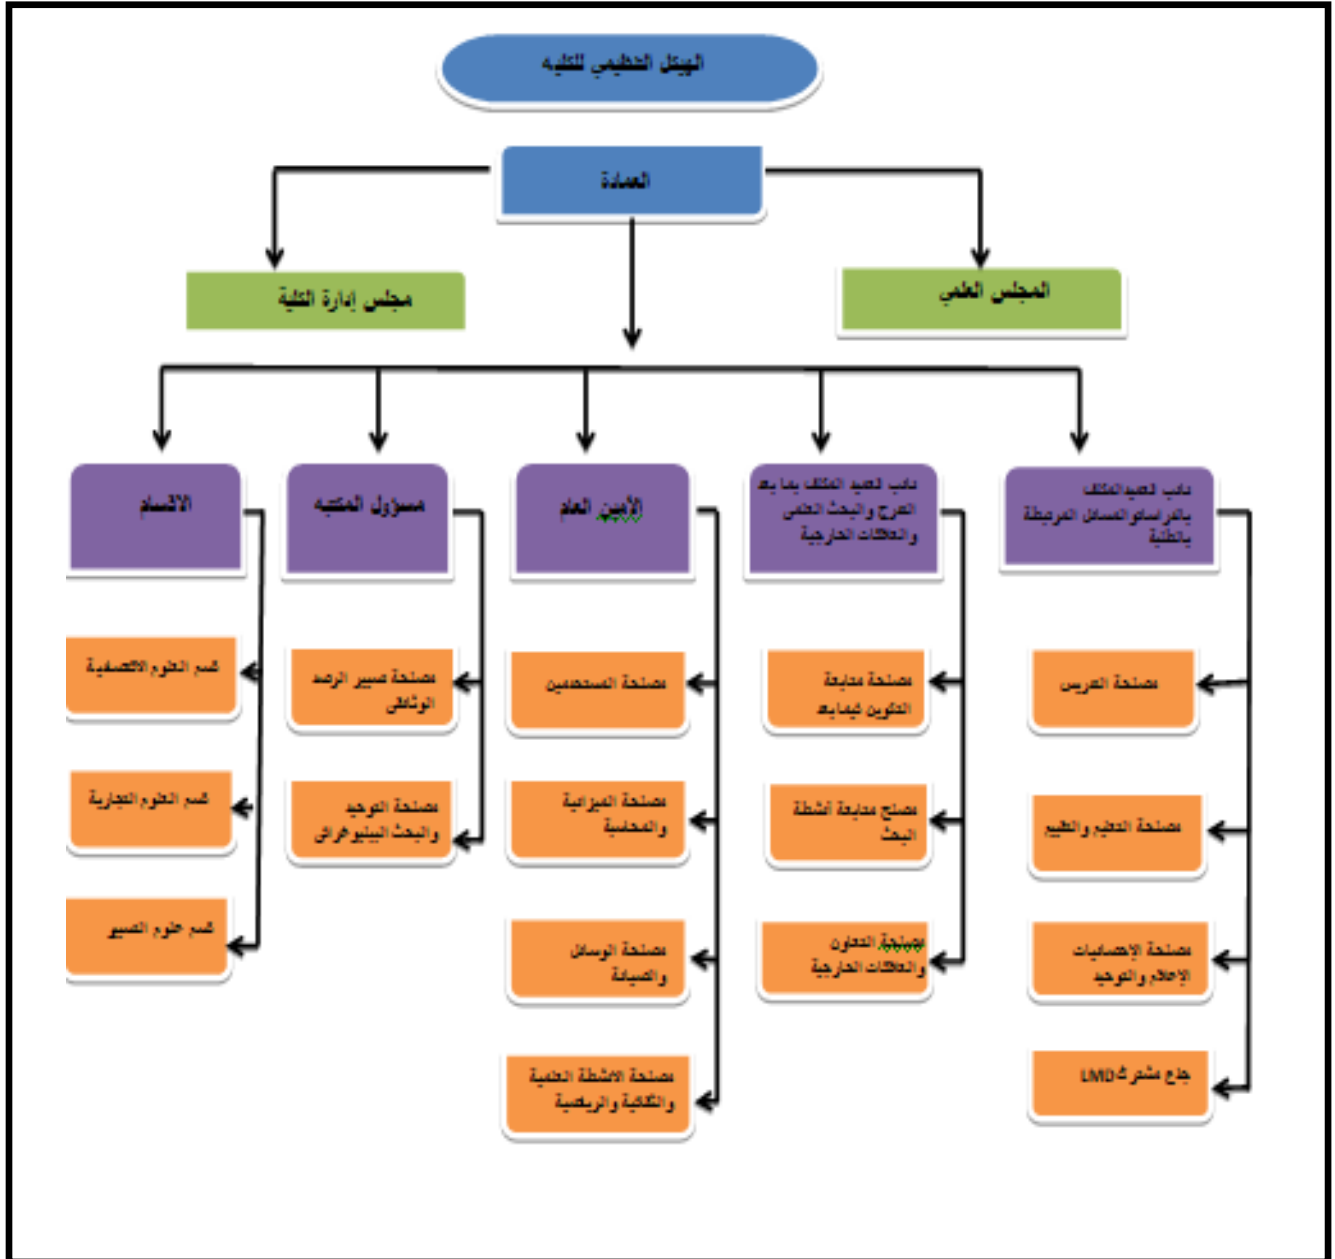 الهيكل التنظيمي للكلية
العمادة
المجلس العلمي
مجلس إدارة الكلية
نائب العميد المكلف
بالدراسات والمسائل المرتبطة
بالطلبة
نائب العميد المكلف بما بعد
التدرج والبحث العلمي
والعلاقات الخارجية
الأمين العام
مسؤول المكتبة
الاقسام
مصلحة التدريس
مصلحة التعليم والتقييم
مصلحة الإحصائيات
الإعلام والتوجيه
جذع مشترك LMD
مصلحة متابعة
التكوين فيما بعد
مصلح متابعة أنشطة
البحث
مصلحة التعاون
والعلاقات الخارجية
مصلحة المستخدمين
مصلحة الميزانية
والمحاسبة
مصلحة الوسائل
والصيانة
مصلحة الانشطة العلمية
والثقافية والرياضية
مصلحة تسيير الرصيد
الوثائقي
مصلحة التوجيه
والبحث البيبليوغرافي
قسم العلوم الاقتصادية
قسم العلوم التجارية
قسم علوم التسيير